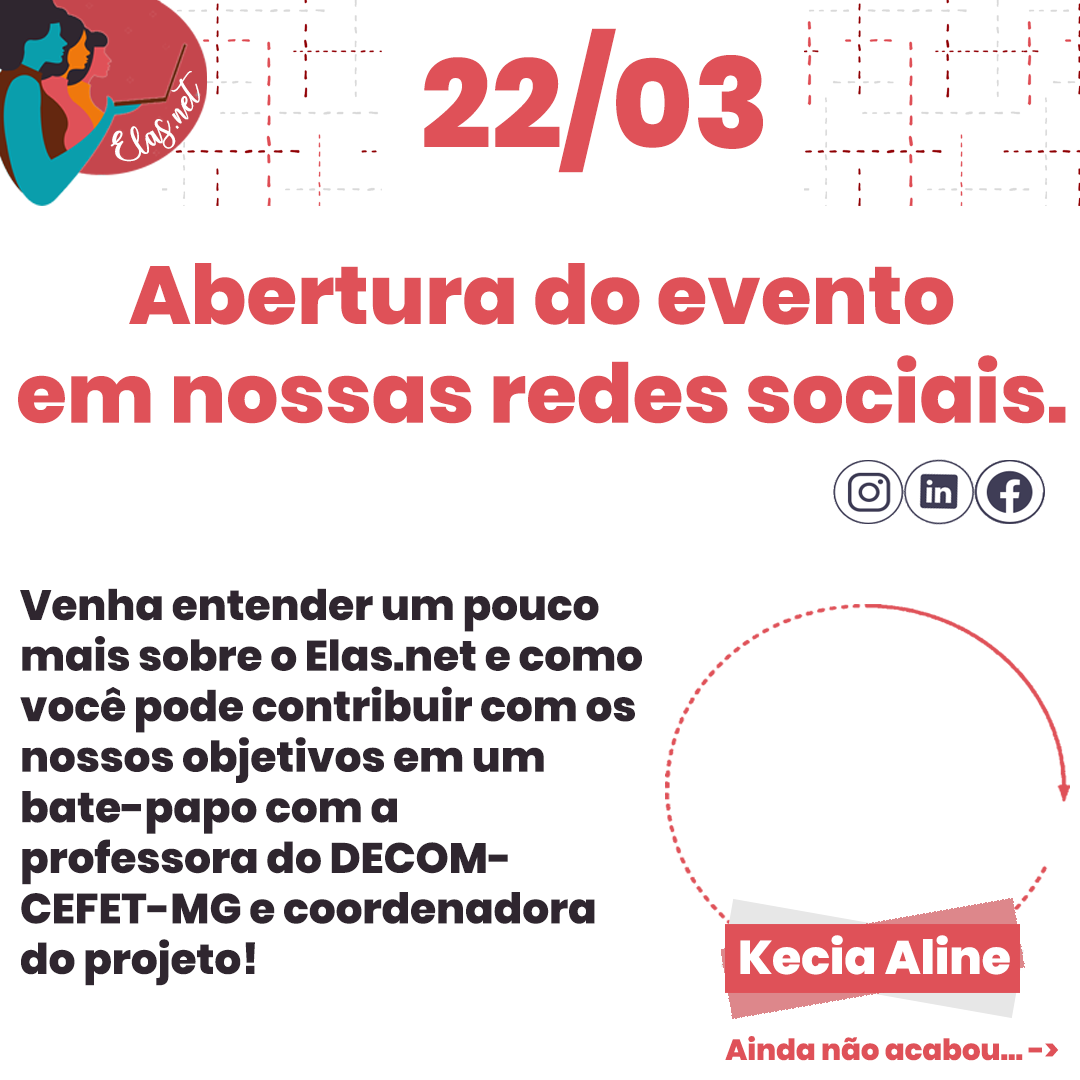 Elas.net
22/03
Abertura do evento
em nossas redes sociais.
in
Venha entender um pouco
mais sobre o Elas.net e como
você pode contribuir com os
nossos objetivos em um
bate-papo com a
professora do DECOM-
CEFET-MG e coordenadora
do projeto!
Kecia Aline
Ainda não acabou... ->